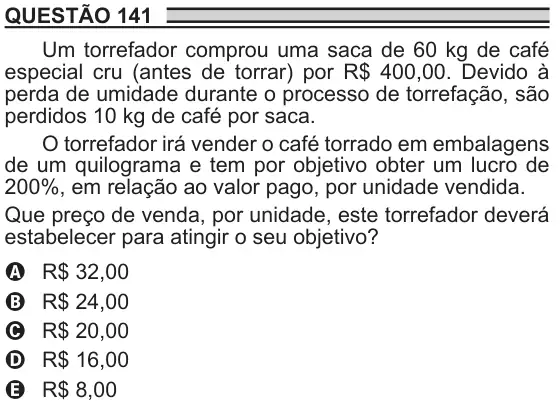 QUESTÃO 141
Um torrefador comprou uma saca de 60 kg de café
especial cru (antes de torrar) por R$ 400,00. Devido à
perda de umidade durante o processo de torrefação, são
perdidos 10 kg de café por saca.
O torrefador irá vender o café torrado em embalagens
de um quilograma e tem por objetivo obter um lucro de
200%, em relação ao valor pago, por unidade vendida.
Que preço de venda, por unidade, este torrefador deverá
estabelecer para atingir o seu objetivo?
A R$ 32,00
B R$ 24,00
C R$ 20,00
D R$ 16,00
E R$ 8,00